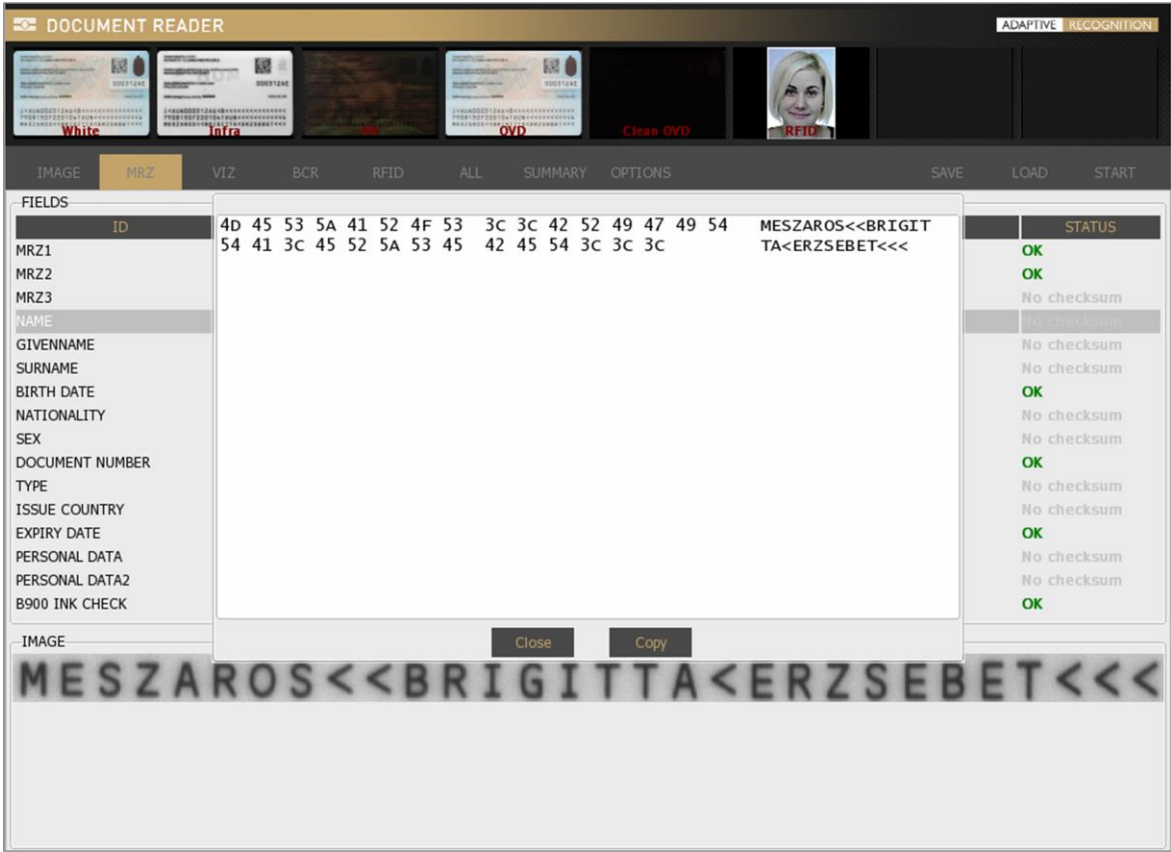 DOCUMENT READER
ADAPTIVE RECOGNITION
White
Infra
OVD
Clean OVD
RFID
IMAGE MRZ VIZ BCR RFID ALL SUMMARY OPTIONS SAVE LOAD START
FIELDS
ID STATUS
4D 45 53 5A 41 52 4F 53 3C 3C 42 52 49 47 49 54 MESZAROS<<BRIGIT
54 41 3C 45 52 5A 53 45 42 45 54 3C 3C 3C TA<ERZSEBET<<<
MRZ1 OK
MRZ2 OK
MRZ3 No checksum
NAME No checksum
GIVENNAME No checksum
SURNAME No checksum
BIRTH DATE OK
NATIONALITY No checksum
SEX No checksum
DOCUMENT NUMBER OK
TYPE No checksum
ISSUE COUNTRY No checksum
EXPIRY DATE OK
PERSONAL DATA No checksum
PERSONAL DATA2 No checksum
B900 INK CHECK OK
Close Copy
IMAGE
MESZAROS<<BRIGITTA<ERZSEBET<<<